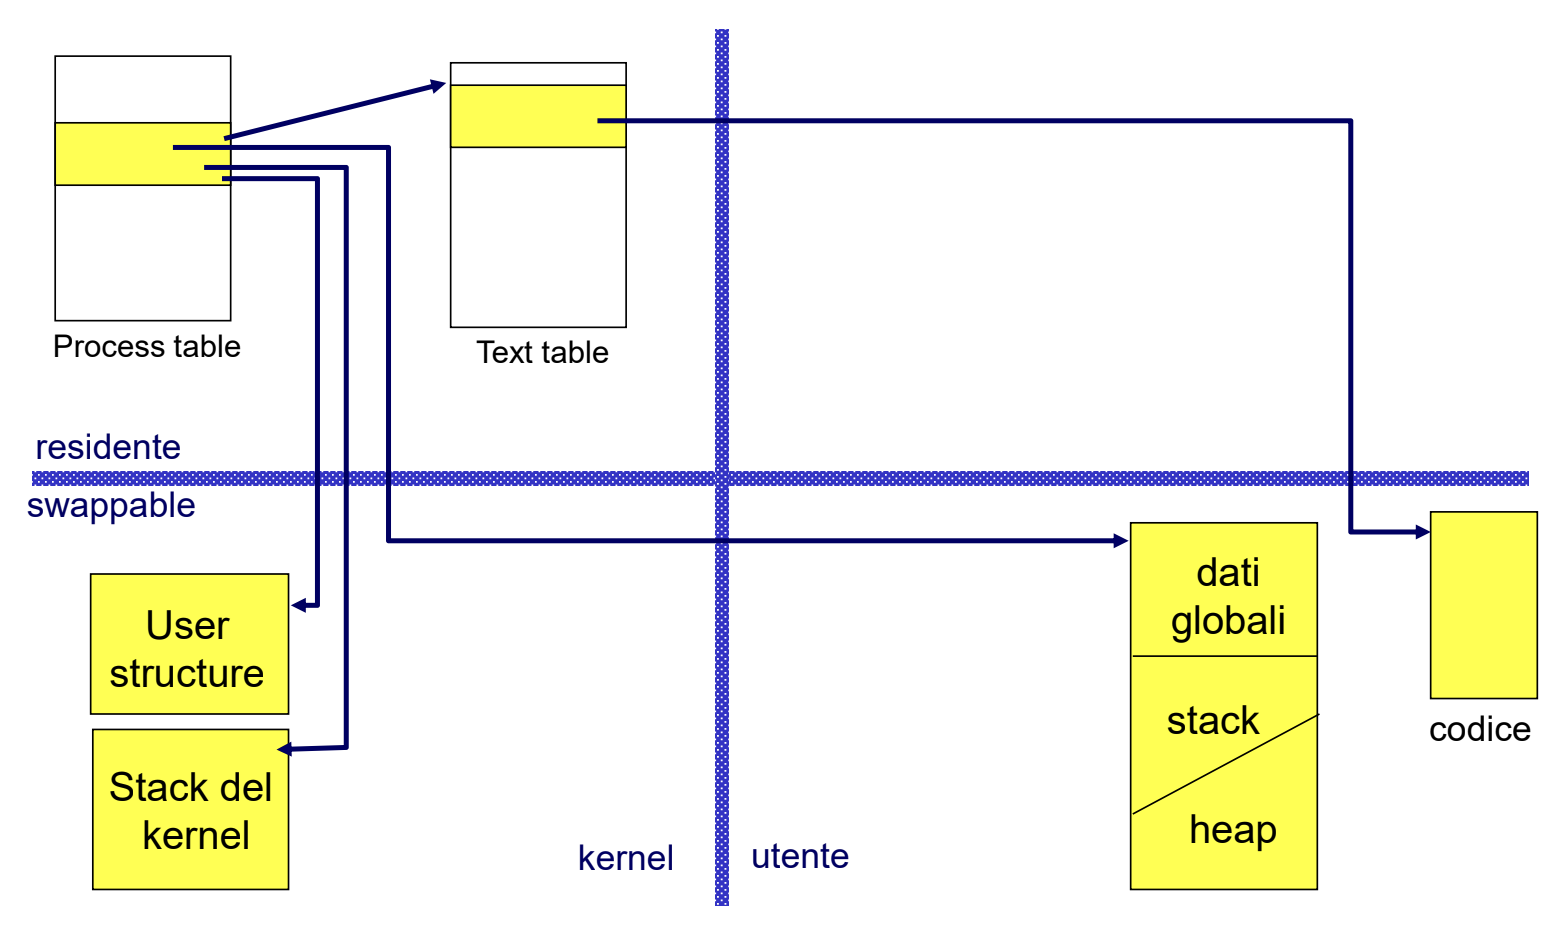 Process table
Text table
residente
swappable
User
structure
Stack del
kernel
kernel
utente
dati
globali
stack
heap
codice